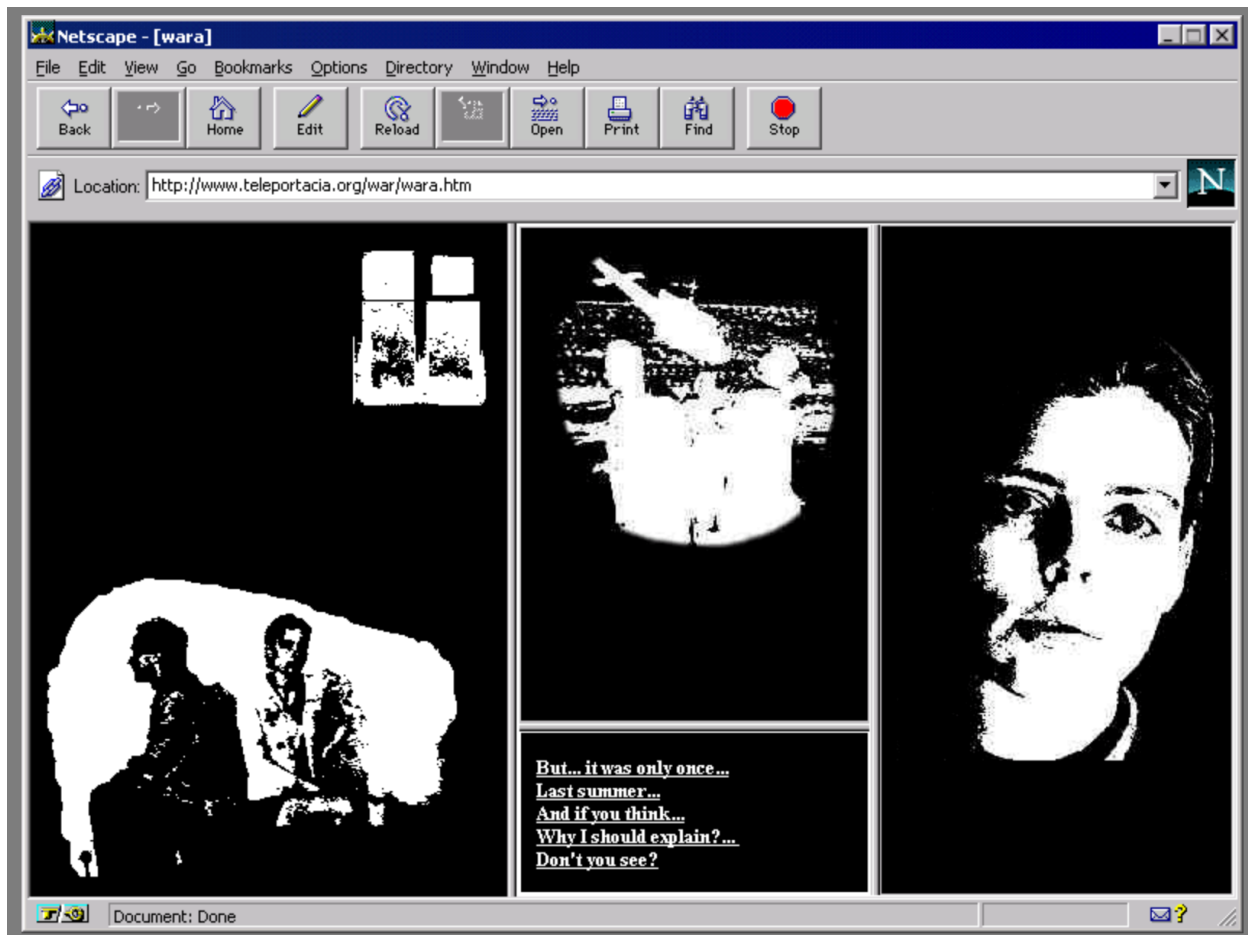 Netscape - [wara]
File Edit View Go Bookmarks Options Directory Window Help
Back Home Edit Reload Open Print Find Stop
Location: http://www.teleportacia.org/war/wara.htm
N
But... it was only once...
Last summer...
And if you think...
Why I should explain?...
Don't you see?
Document: Done